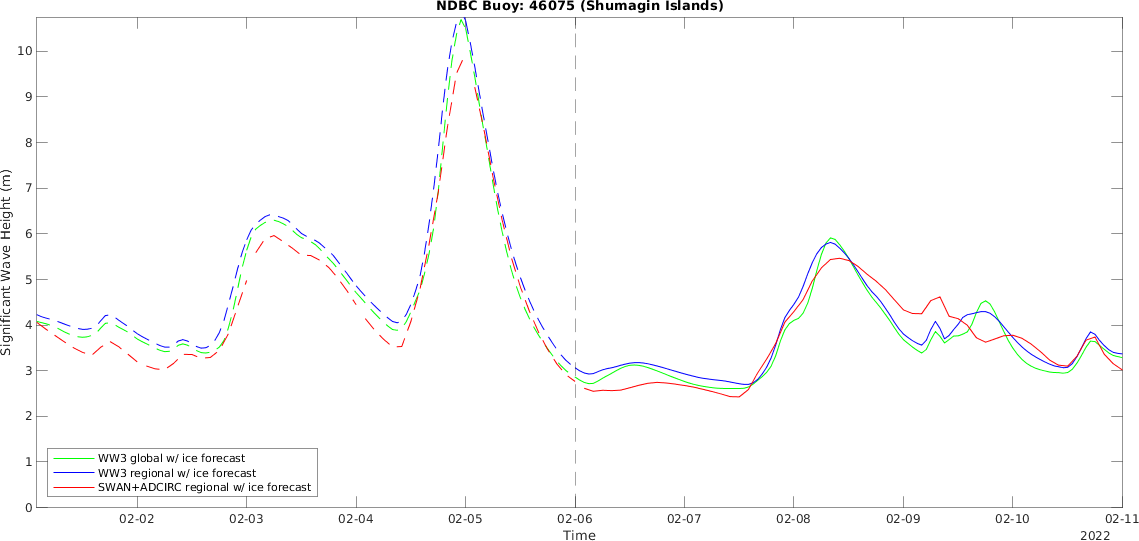 NDBC Buoy: 46075 (Shumagin Islands)
10
9
8
7
6
5
4
3
2
1
0
Significant Wave Height (m)
WW3 global w/ ice forecast
WW3 regional w/ ice forecast
SWAN+ADCIRC regional w/ ice forecast
02-02 02-03 02-04 02-05 02-06 02-07 02-08 02-09 02-10 02-11
Time
2022